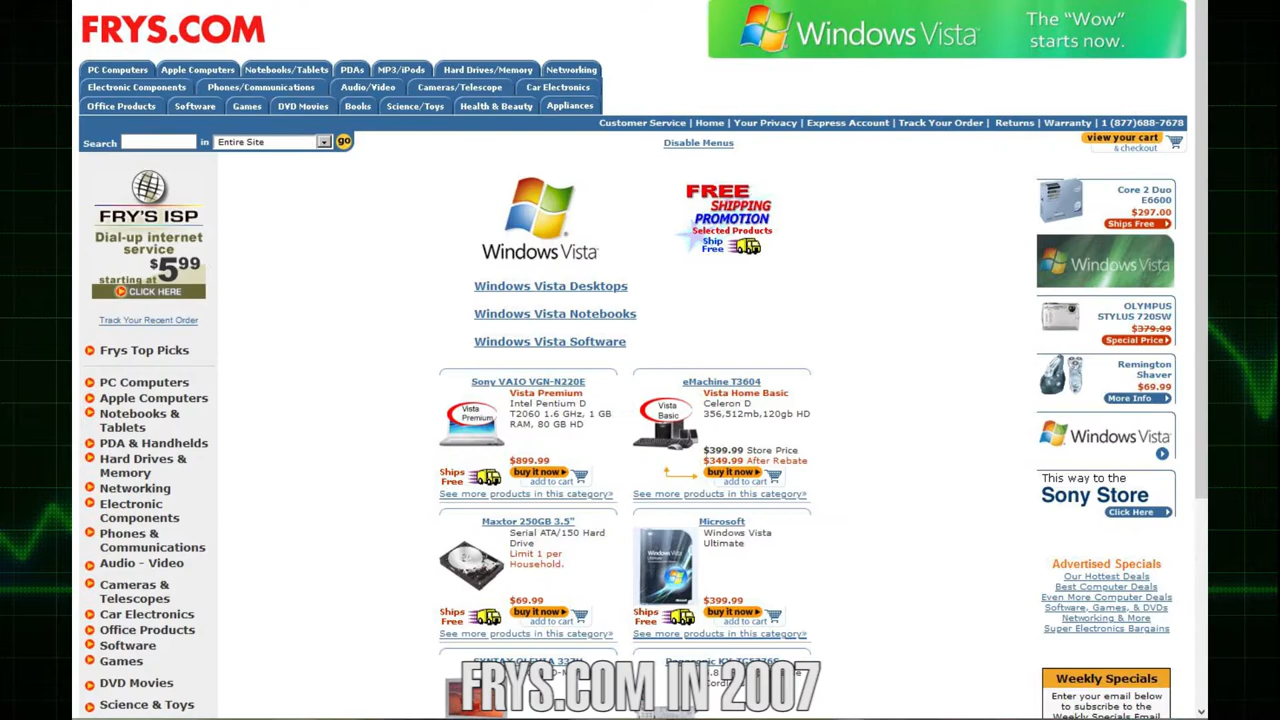 FRYS.COM
Windows Vista The "Wow" starts now.
PC Computers Apple Computers Notebooks/Tablets PDAs MP3/iPods Hard Drives/Memory Networking
Electronic Components Phones/Communications Audio/Video Cameras/Telescope Car Electronics
Office Products Software Games DVD Movies Books Science/Toys Health & Beauty Appliances
Customer Service | Home | Your Privacy | Express Account | Track Your Order | Returns | Warranty | 1 (877)688-7678
Search in Entire Site go
Disable Menus
view your cart
& checkout
FRY'S ISP
Dial-up internet
service
starting at $5.99
CLICK HERE
Track Your Recent Order
Frys Top Picks
PC Computers
Apple Computers
Notebooks &
Tablets
PDA & Handhelds
Hard Drives &
Memory
Networking
Electronic
Components
Phones &
Communications
Audio - Video
Cameras &
Telescopes
Car Electronics
Office Products
Software
Games
DVD Movies
Science & Toys
Windows Vista
FREE
SHIPPING
PROMOTION
Selected Products
Ship
Free
Windows Vista Desktops
Windows Vista Notebooks
Windows Vista Software
Sony VAIO VGN-N220E
Vista Premium
Vista Premium
Intel Pentium D
T2060 1.6 GHz, 1 GB
RAM, 80 GB HD
$899.99
Ships
Free
buy it now
add to cart
See more products in this category>
eMachine T3604
Vista Basic
Vista Home Basic
Celeron D
356,512mb,120gb HD
$399.99 Store Price
$349.99 After Rebate
buy it now
add to cart
See more products in this category>
Maxtor 250GB 3.5"
Serial ATA/150 Hard
Drive
Limit 1 per
Household.
$69.99
Ships
Free
buy it now
add to cart
See more products in this category>
Microsoft
Windows Vista
Ultimate
Windows Vista
$399.99
Ships
Free
buy it now
add to cart
See more products in this category>
Core 2 Duo
E6600
$297.00
Ships Free
Windows Vista
OLYMPUS
STYLUS 720SW
$379.99
Special Price
Remington
Shaver
$69.99
More Info
Windows Vista
This way to the
Sony Store
Click Here
Advertised Specials
Our Hottest Deals
Best Computer Deals
Even More Computer Deals
Software, Games, & DVDs
Networking & More
Super Electronics Bargains
Weekly Specials
Enter your email below
to subscribe to the
Weekly Specials Email
FRYS.COM IN 2007